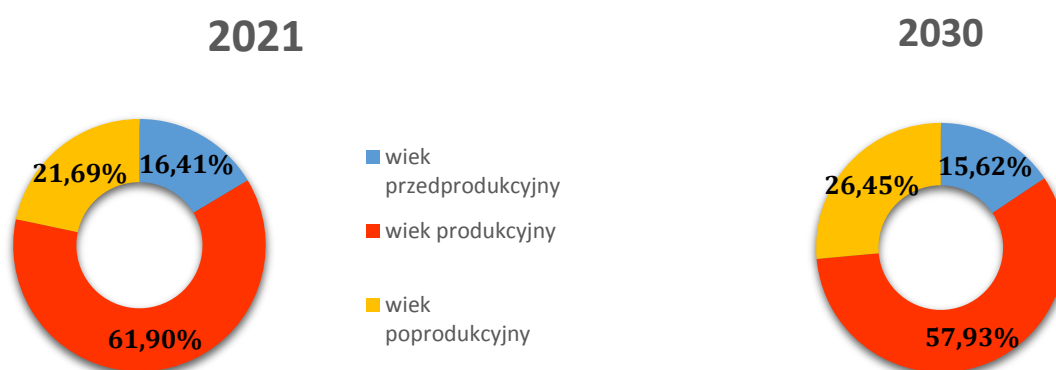 2021
2030
21,69%
16,41%
61,90%
wiek
przedprodukcyjny
wiek produkcyjny
wiek
poprodukcyjny
26,45%
15,62%
57,93%